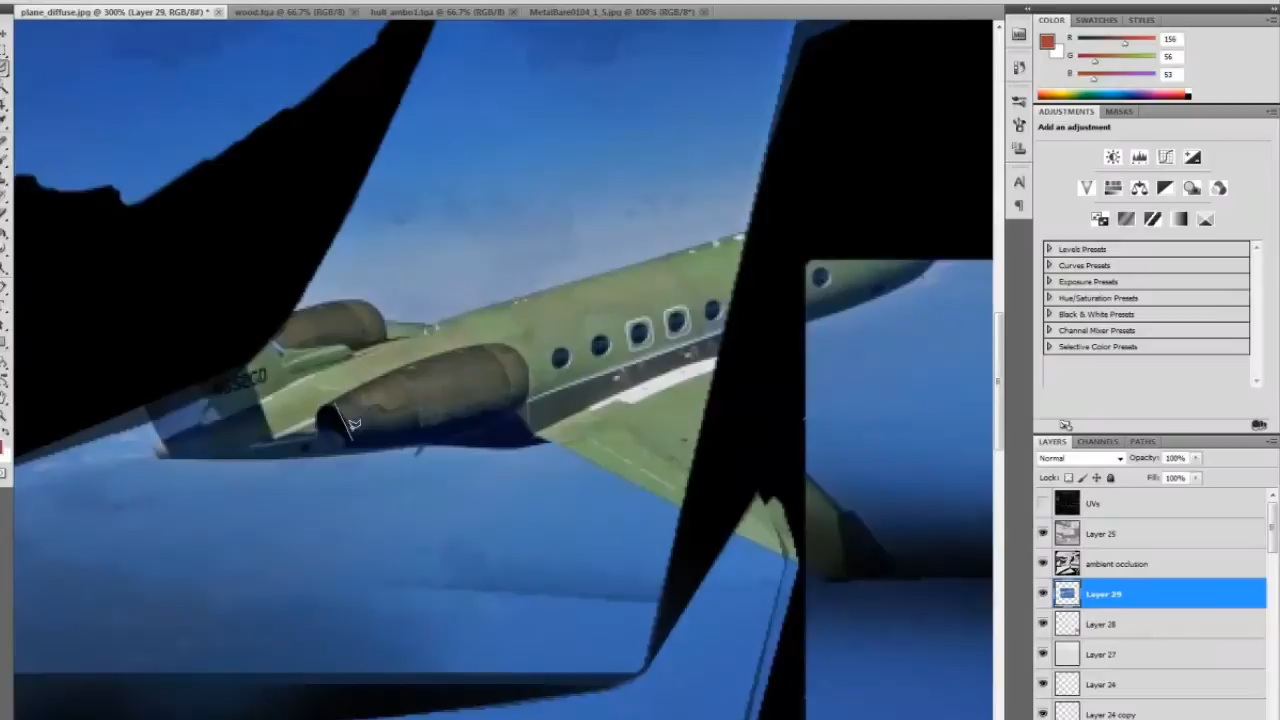 plane_diffuse.jpg @ 300% (Layer 29, RGB/8#) *
wood.tga @ 66.7% (RGB/8)
hull_ambo1.tga @ 66.7% (RGB/8)
MetalBare0104_1_S.jpg @ 100% (RGB/8*)
COLOR SWATCHES STYLES
R 156
G 56
B 53
ADJUSTMENTS MASKS
Add an adjustment
Levels Presets
Curves Presets
Exposure Presets
Hue/Saturation Presets
Black & White Presets
Channel Mixer Presets
Selective Color Presets
LAYERS CHANNELS PATHS
Normal Opacity: 100%
Lock: Fill: 100%
UVs
Layer 25
ambient occlusion
Layer 29
Layer 28
Layer 27
Layer 24
Layer 24 copy